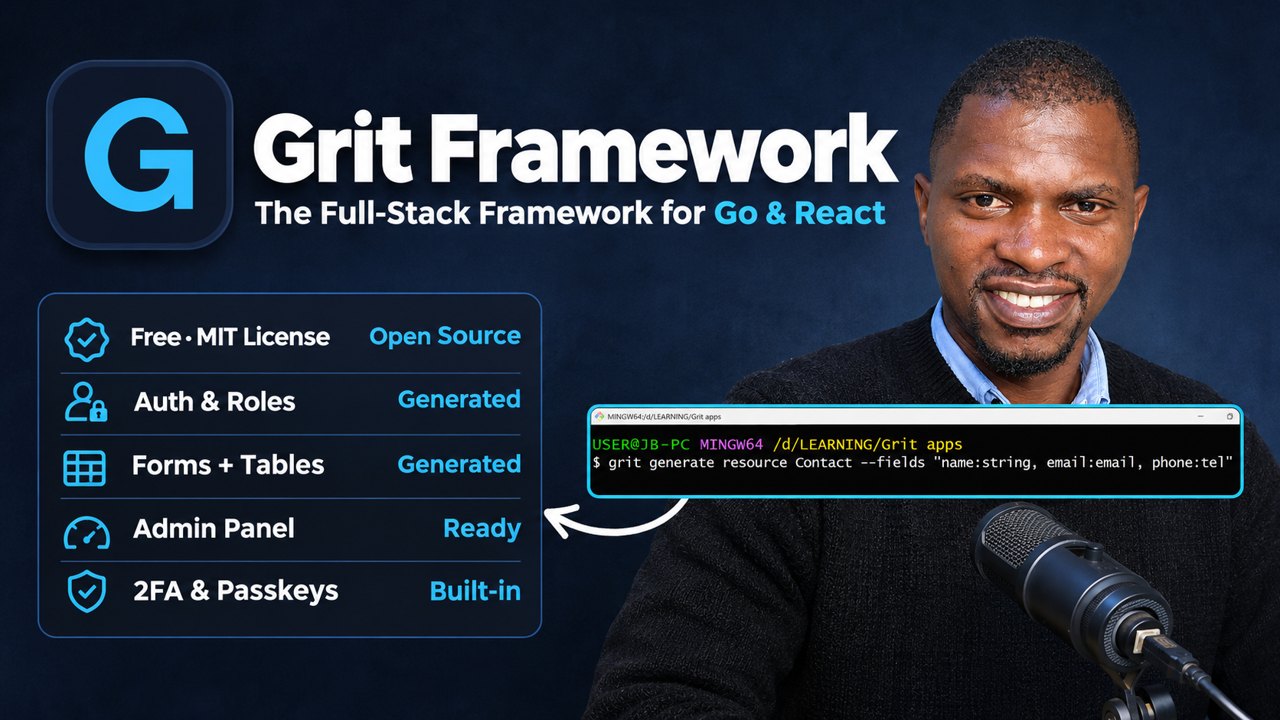 G
Grit Framework
The Full-Stack Framework for Go & React
Free · MIT License Open Source
Auth & Roles Generated
Forms + Tables Generated
Admin Panel Ready
2FA & Passkeys Built-in
MINGW64:/d/LEARNING/Grit apps
USER@JB-PC MINGW64 /d/LEARNING/Grit apps
$ grit generate resource Contact --fields "name:string, email:email, phone:tel"